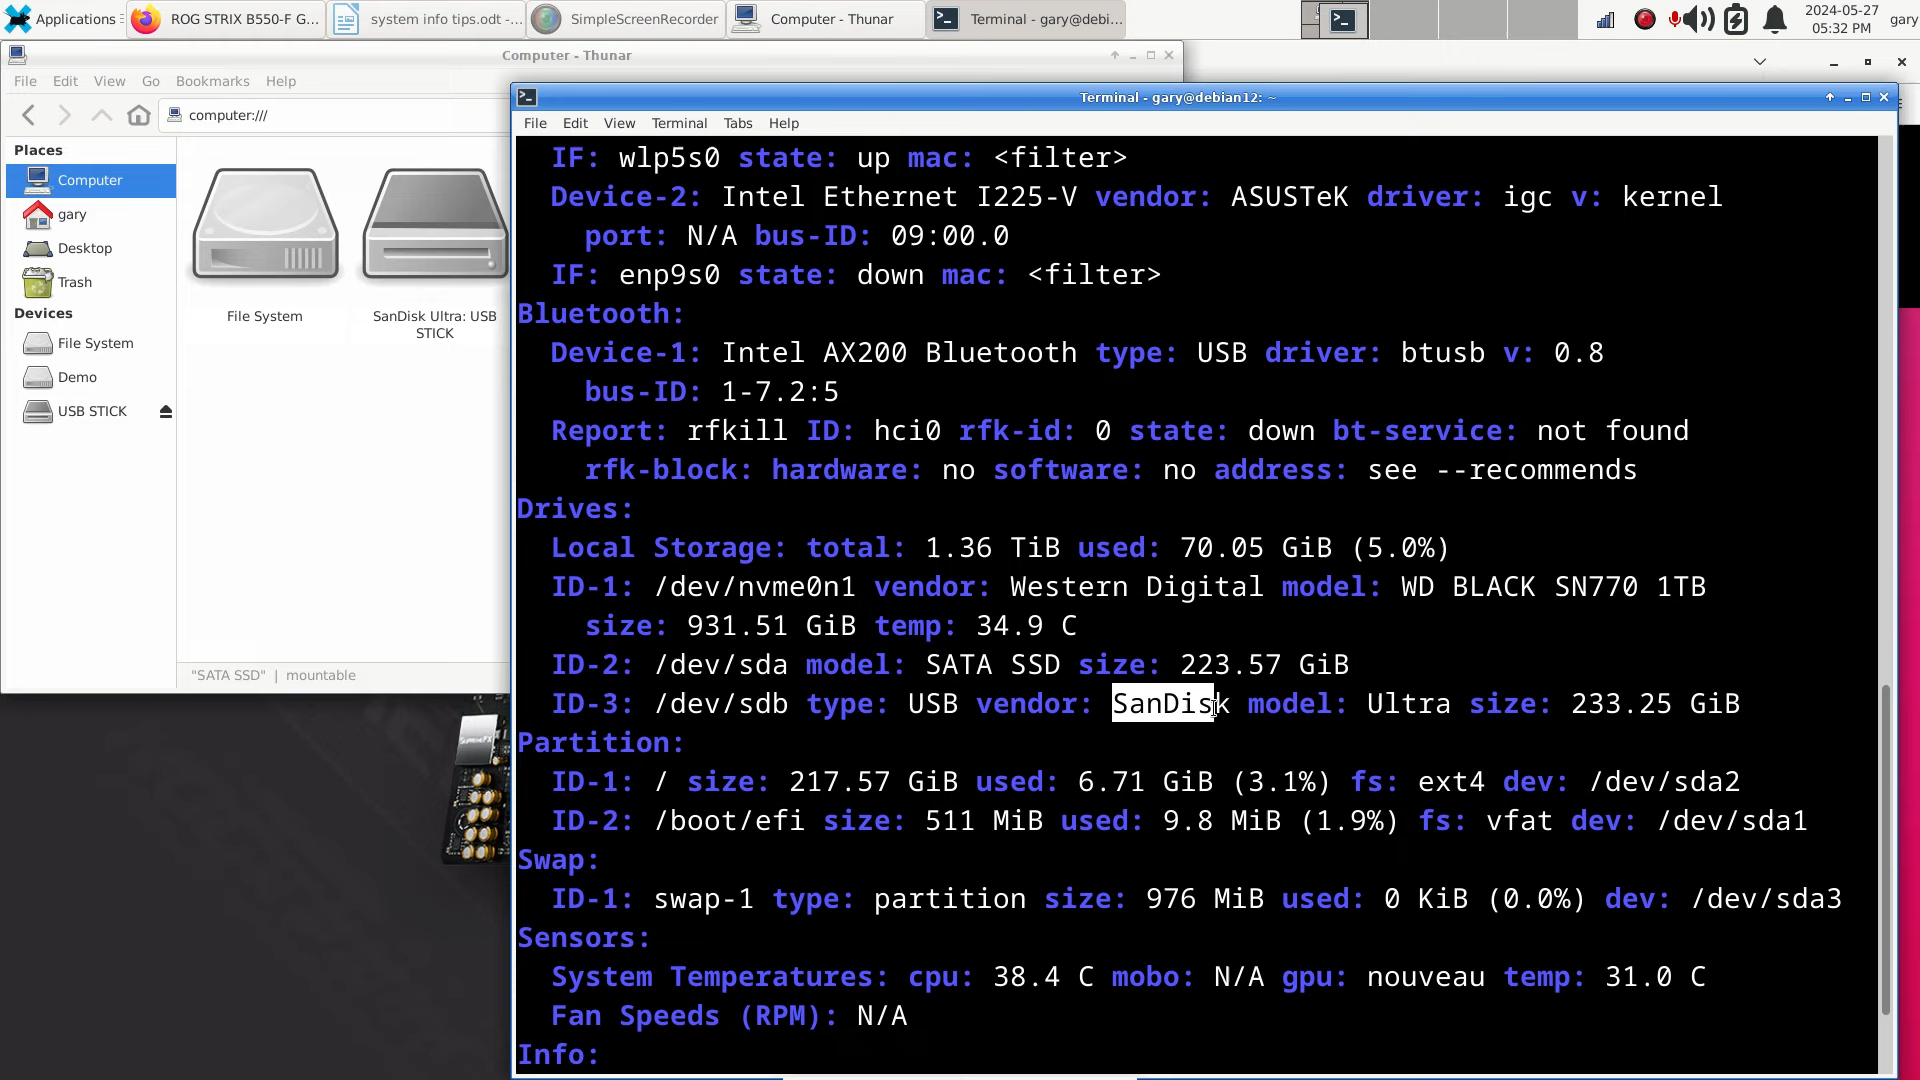 Applications
ROG STRIX B550-F G...
system info tips.odt -...
SimpleScreenRecorder
Computer - Thunar
Terminal - gary@debi...
2024-05-27
05:32 PM
gary
Computer - Thunar
File Edit View Go Bookmarks Help
computer:///
Places
Computer
gary
Desktop
Trash
Devices
File System
Demo
USB STICK
File System
SanDisk Ultra: USB
STICK
"SATA SSD" | mountable
Terminal - gary@debian12: ~
File Edit View Terminal Tabs Help
IF: wlp5s0 state: up mac: <filter>
Device-2: Intel Ethernet I225-V vendor: ASUSTeK driver: igc v: kernel
port: N/A bus-ID: 09:00.0
IF: enp9s0 state: down mac: <filter>
Bluetooth:
Device-1: Intel AX200 Bluetooth type: USB driver: btusb v: 0.8
bus-ID: 1-7.2:5
Report: rfkill ID: hci0 rfk-id: 0 state: down bt-service: not found
rfk-block: hardware: no software: no address: see --recommends
Drives:
Local Storage: total: 1.36 TiB used: 70.05 GiB (5.0%)
ID-1: /dev/nvme0n1 vendor: Western Digital model: WD BLACK SN770 1TB
size: 931.51 GiB temp: 34.9 C
ID-2: /dev/sda model: SATA SSD size: 223.57 GiB
ID-3: /dev/sdb type: USB vendor: SanDisk model: Ultra size: 233.25 GiB
Partition:
ID-1: / size: 217.57 GiB used: 6.71 GiB (3.1%) fs: ext4 dev: /dev/sda2
ID-2: /boot/efi size: 511 MiB used: 9.8 MiB (1.9%) fs: vfat dev: /dev/sda1
Swap:
ID-1: swap-1 type: partition size: 976 MiB used: 0 KiB (0.0%) dev: /dev/sda3
Sensors:
System Temperatures: cpu: 38.4 C mobo: N/A gpu: nouveau temp: 31.0 C
Fan Speeds (RPM): N/A
Info: